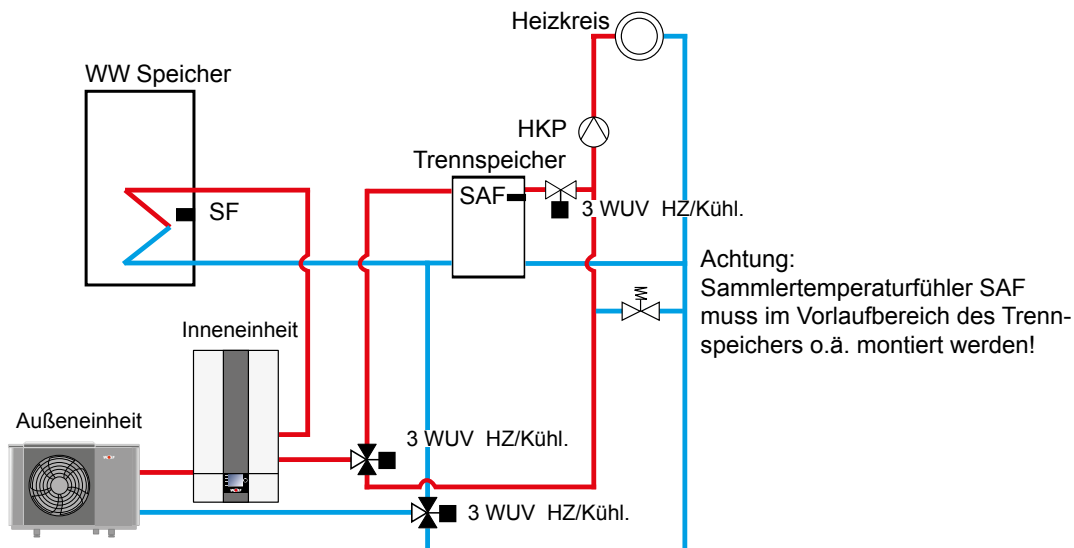 Heizkreis
WW Speicher
HKP
Trennspeicher
SAF
3 WUV HZ/Kühl.
SF
Achtung:
Sammlertemperaturfühler SAF
muss im Vorlaufbereich des Trenn-
speichers o.ä. montiert werden!
Inneneinheit
Außeneinheit
3 WUV HZ/Kühl.
3 WUV HZ/Kühl.